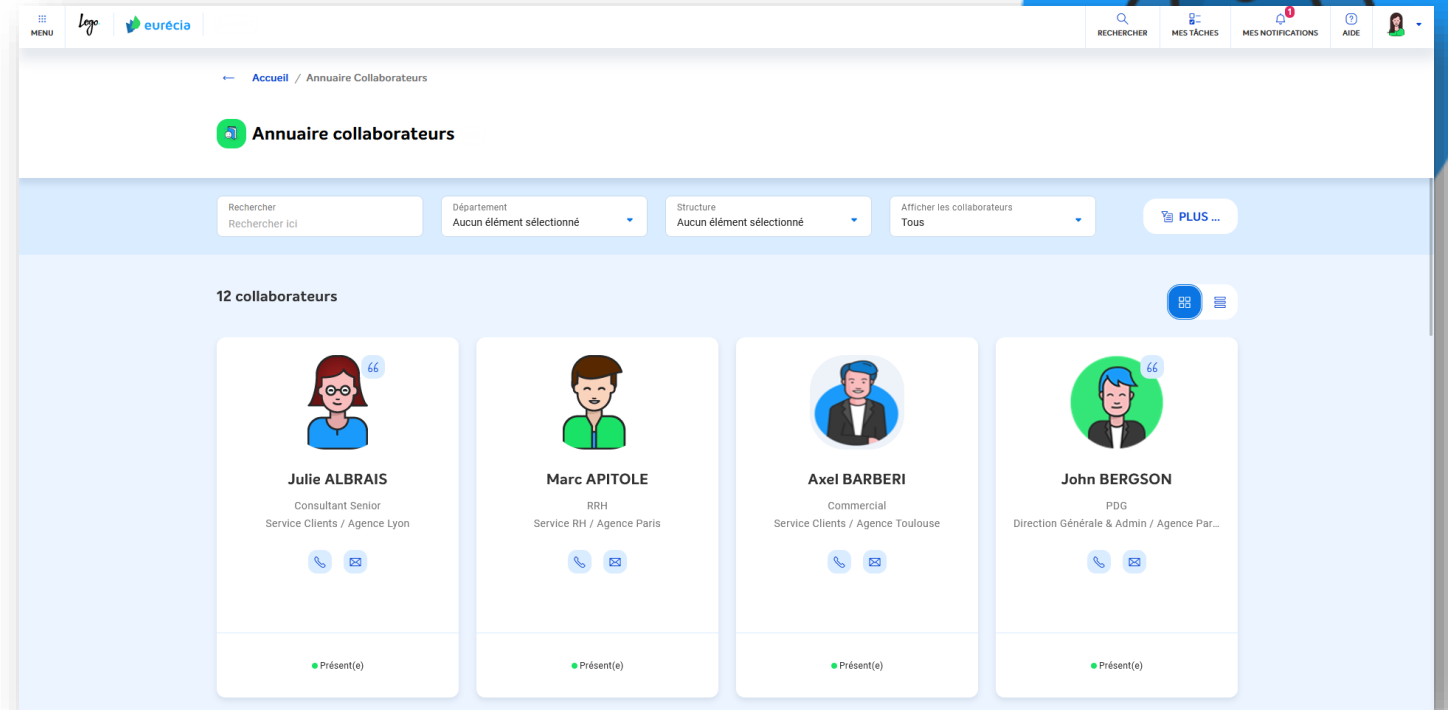 MENU
Logo
eurécia
RECHERCHER
MES TÂCHES
1
MES NOTIFICATIONS
AIDE
← Accueil / Annuaire Collaborateurs
Annuaire collaborateurs
Rechercher
Rechercher ici
Département
Aucun élément sélectionné
Structure
Aucun élément sélectionné
Afficher les collaborateurs
Tous
PLUS ...
12 collaborateurs
Julie ALBRAIS
Consultant Senior
Service Clients / Agence Lyon
Présent(e)
Marc APITOLE
RRH
Service RH / Agence Paris
Présent(e)
Axel BARBERI
Commercial
Service Clients / Agence Toulouse
Présent(e)
John BERGSON
PDG
Direction Générale & Admin / Agence Par...
Présent(e)